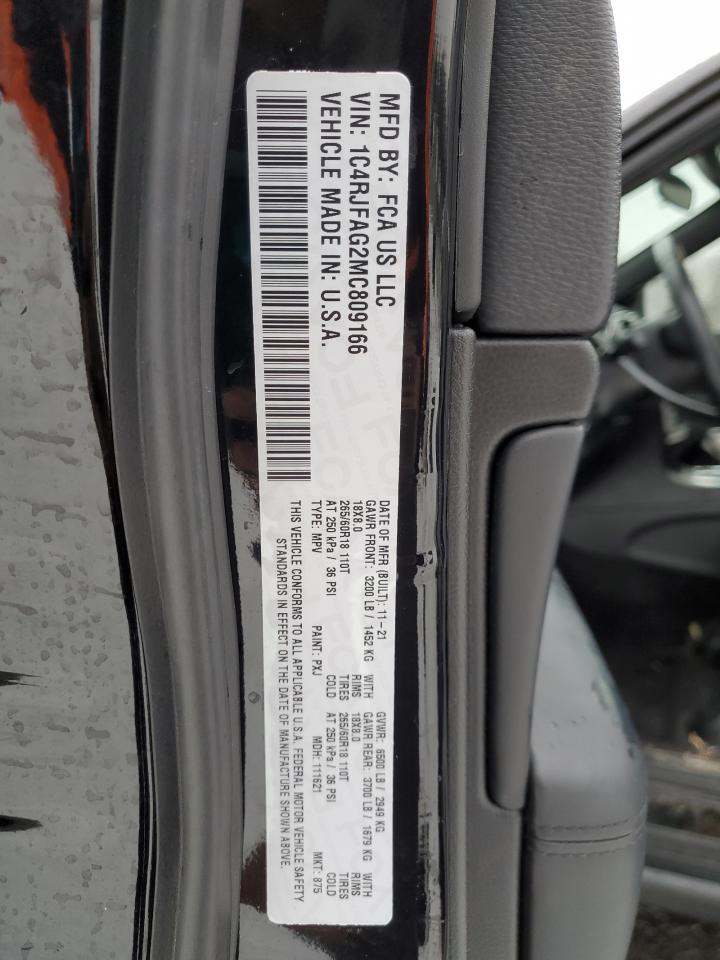 MFD BY: FCA US LLC
VIN: 1C4RJFAG2MC809166
VEHICLE MADE IN: U.S.A.
DATE OF MFR (BUILT): 11-21 GVWR: 6500 LB / 2949 KG
GAWR FRONT: 3200 LB / 1452 KG WITH GAWR REAR: 3700 LB / 1679 KG WITH
18X8.0 RIMS 18X8.0 RIMS
265/60R18 110T TIRES 265/60R18 110T TIRES
AT 250 kPa / 36 PSI COLD AT 250 kPa / 36 PSI COLD
TYPE: MPV PAINT: PXJ MDH: 111621 MKT: 875
THIS VEHICLE CONFORMS TO ALL APPLICABLE U.S.A. FEDERAL MOTOR VEHICLE SAFETY
STANDARDS IN EFFECT ON THE DATE OF MANUFACTURE SHOWN ABOVE.